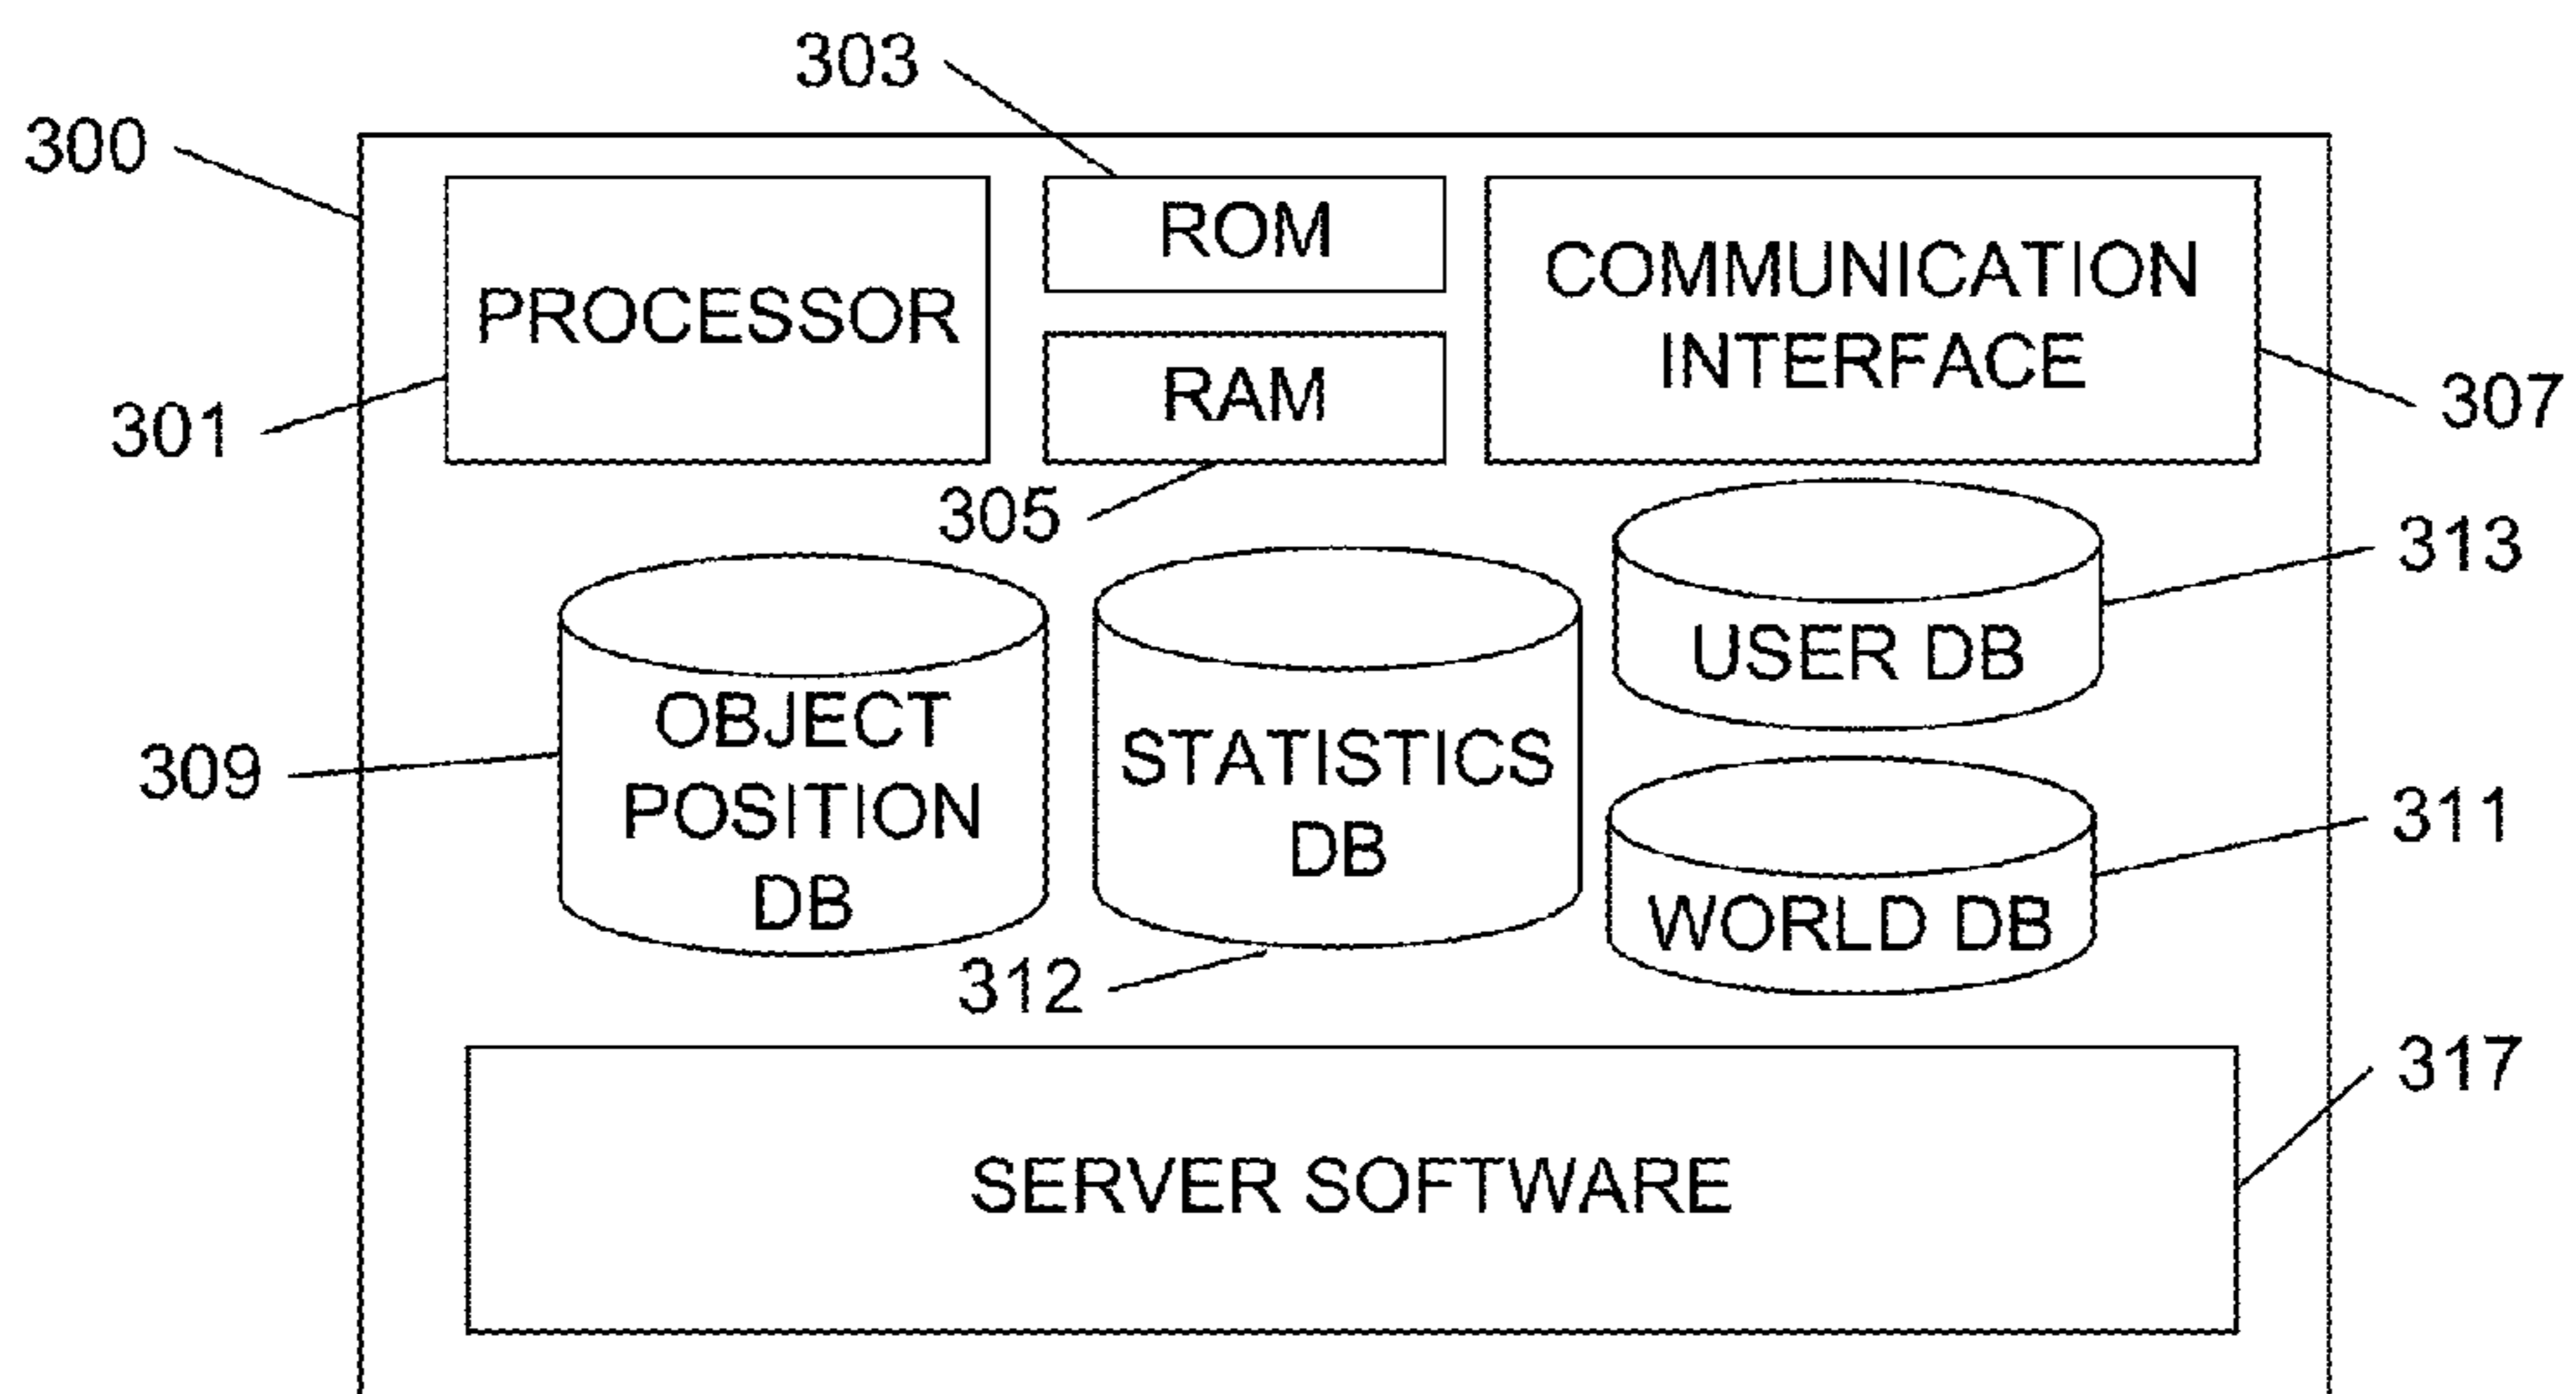 303
300
ROM
COMMUNICATION
INTERFACE
PROCESSOR
RAM
301
307
305
313
USER DB
OBJECT
POSITION
DB
STATISTICS
DB
309
311
WORLD DB
312
317
SERVER SOFTWARE